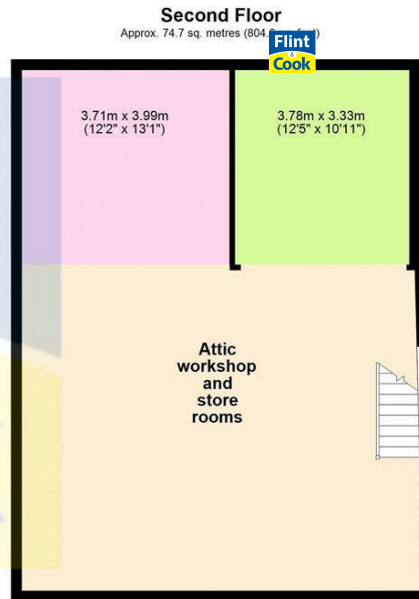 Second Floor
Approx. 74.7 sq. metres (804.
Flint
&
Cook
3.71m x 3.99m
(12'2" x 13'1")
3.78m x 3.33m
(12'5" x 10'11")
Attic
workshop
and
store
rooms